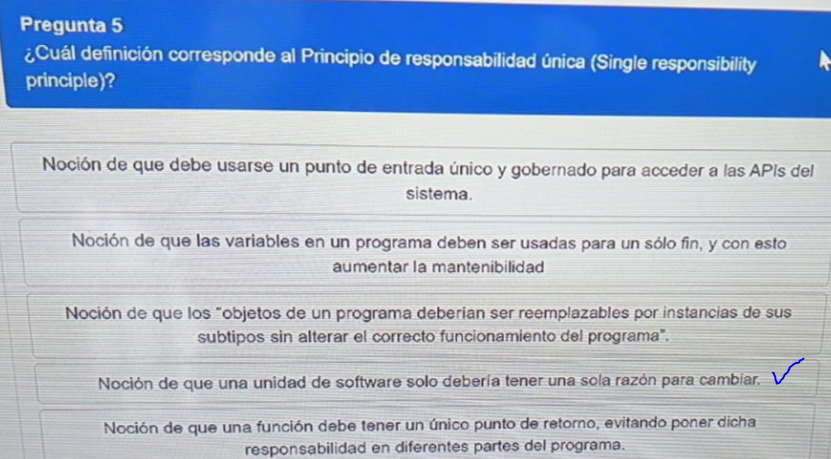 Pregunta 5
¿Cuál definición corresponde al Principio de responsabilidad única (Single responsibility
principle)?
Noción de que debe usarse un punto de entrada único y gobernado para acceder a las APIs del
sistema.
Noción de que las variables en un programa deben ser usadas para un sólo fin, y con esto
aumentar la mantenibilidad
Noción de que los "objetos de un programa deberían ser reemplazables por instancias de sus
subtipos sin alterar el correcto funcionamiento del programa".
Noción de que una unidad de software solo debería tener una sola razón para cambiar.
Noción de que una función debe tener un único punto de retorno, evitando poner dicha
responsabilidad en diferentes partes del programa.